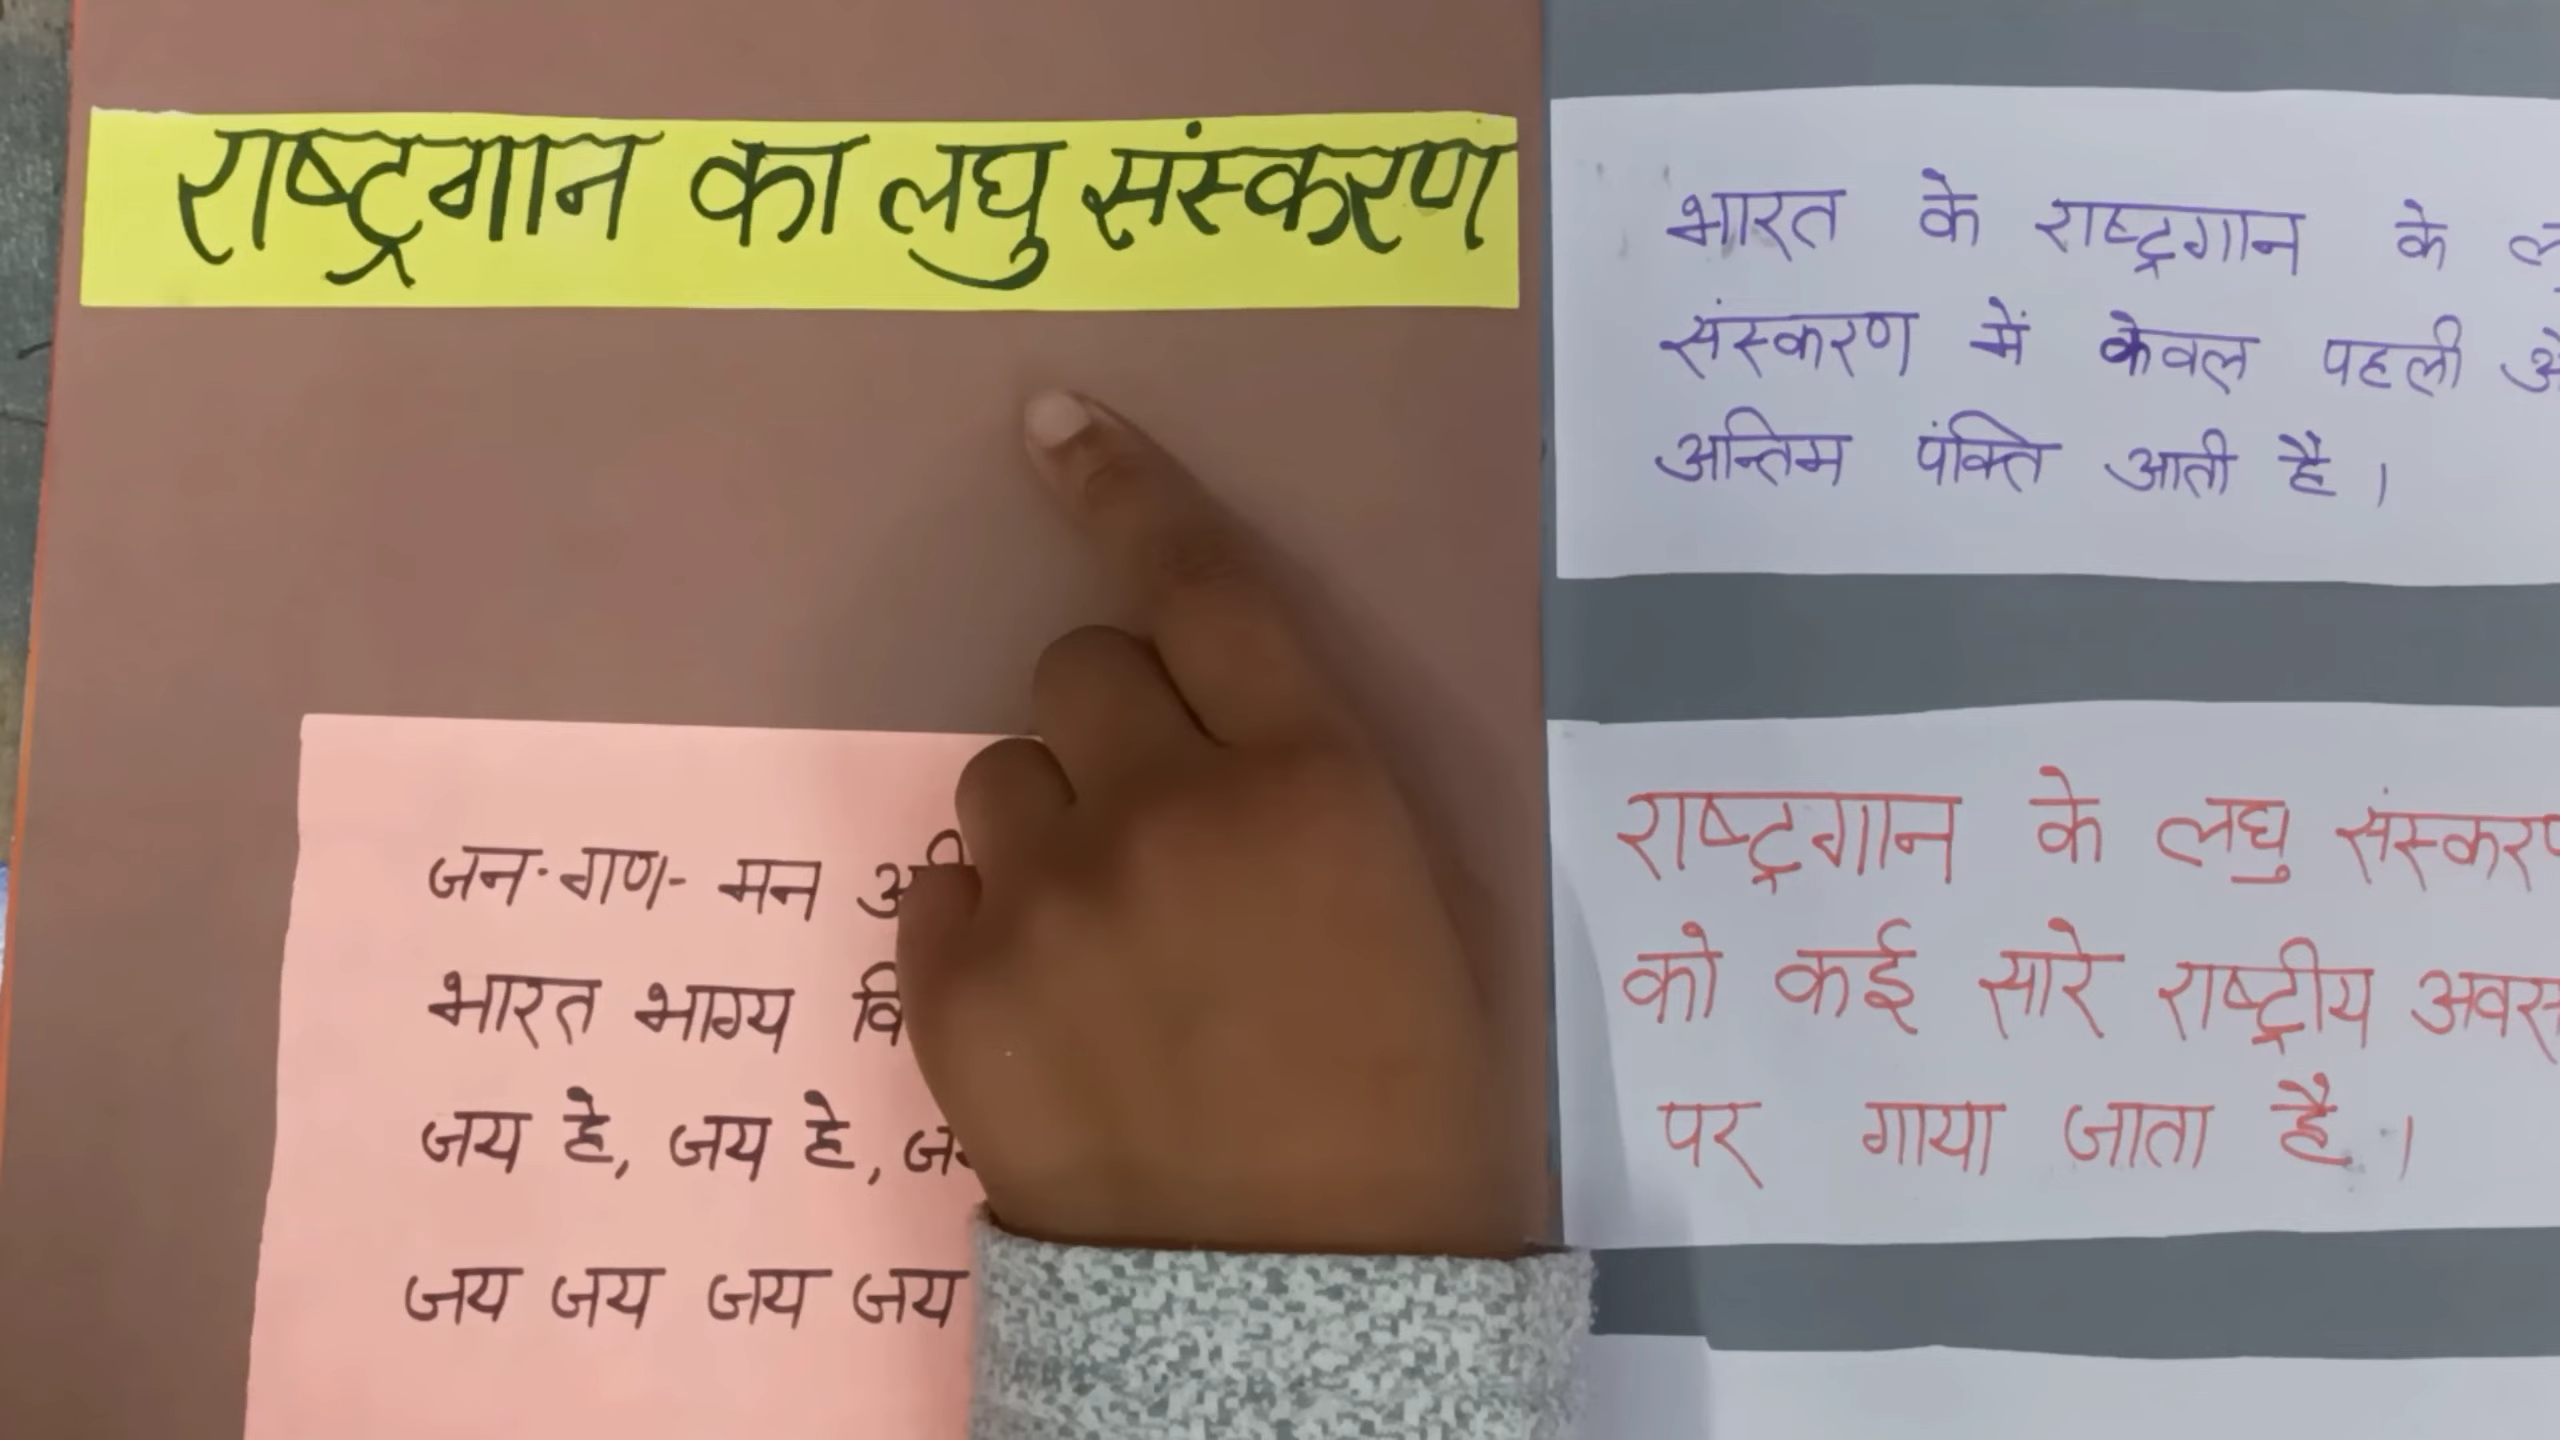 राष्ट्रगान का लघु संस्करण
जन-गण-मन
भारत भाग्य
जय हे, जय हे,
जय जय जय जय
भारत के राष्ट्रगान के
संस्करण में केवल पहली
अन्तिम पंक्ति आती है।
राष्ट्रगान के लघु संस्करण
को कई सारे राष्ट्रीय
पर गाया जाता है।